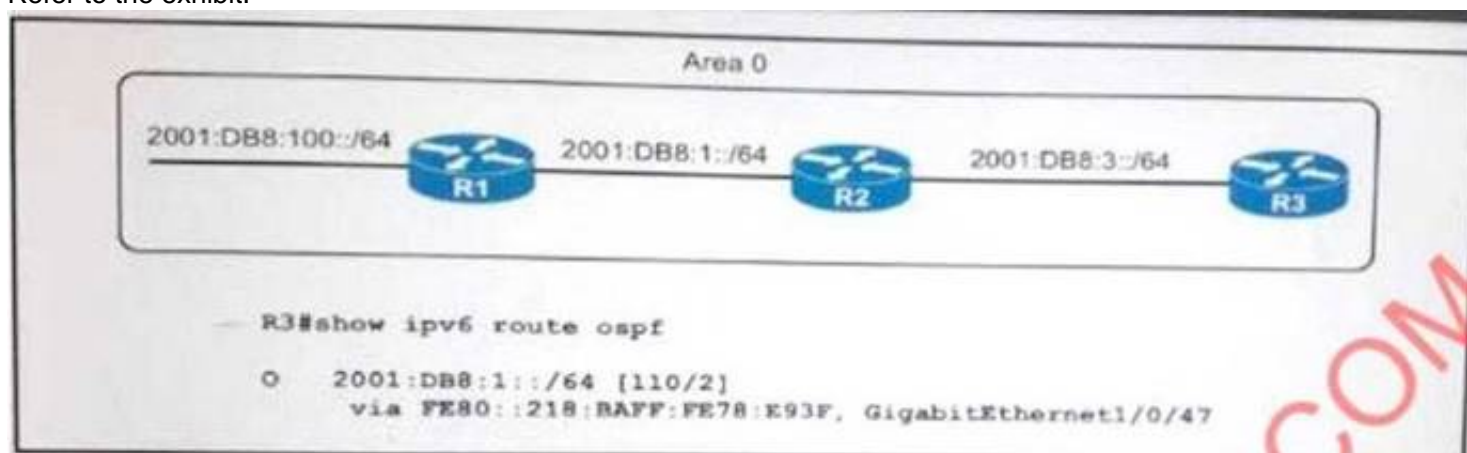 Refer to the exhibit.
Area 0
2001:DB8:100::/64
2001:DB8:1::/64
2001:DB8:3::/64
R1
R2
R3
R3#show ipv6 route ospf
O 2001:DB8:1::/64 [110/2]
via FE80::218:BAFF:FE78:E93F, GigabitEthernet1/0/47
COM